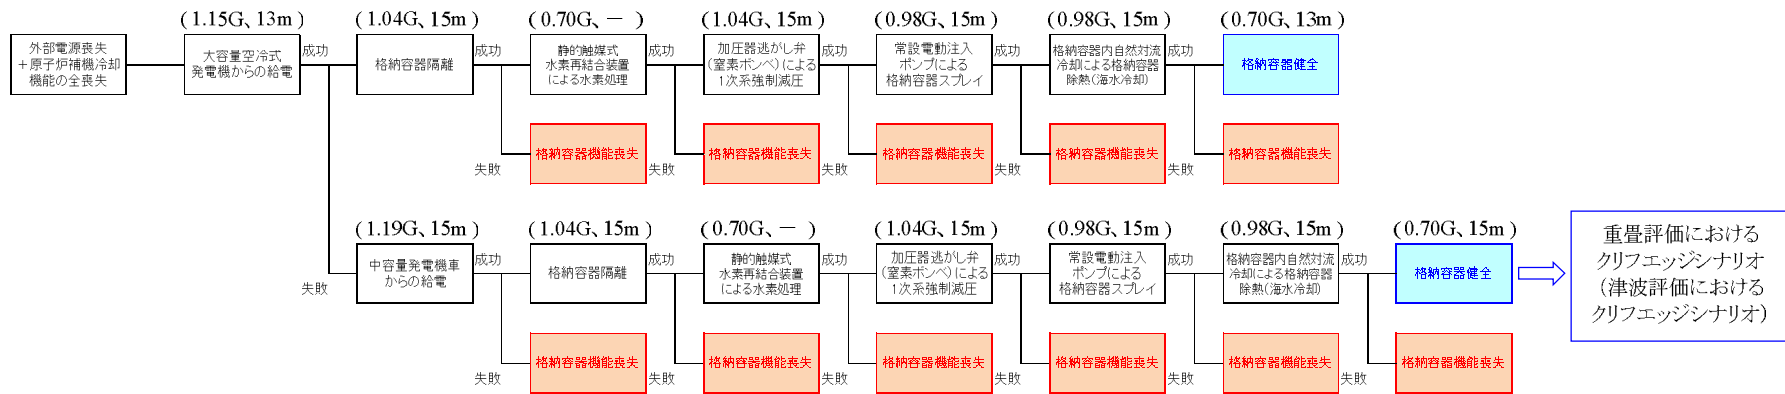 (1.15G、13m)
(1.04G、15m)
(0.70G、－)
(1.04G、15m)
(0.98G、15m)
(0.98G、15m)
(0.70G、13m)
外部電源喪失
＋原子炉補機冷却
機能の全喪失
大容量空冷式
発電機からの給電
成功
格納容器隔離
成功
静的触媒式
水素再結合装置
による水素処理
成功
加圧器逃がし弁
（窒素ボンベ）による
1次系強制減圧
成功
常設電動注入
ポンプによる
格納容器スプレイ
成功
格納容器内自然対流
冷却による格納容器
除熱（海水冷却）
成功
格納容器健全
失敗
格納容器機能喪失
失敗
格納容器機能喪失
失敗
格納容器機能喪失
失敗
格納容器機能喪失
失敗
格納容器機能喪失
(1.19G、15m)
(1.04G、15m)
(0.70G、－)
(1.04G、15m)
(0.98G、15m)
(0.98G、15m)
(0.70G、15m)
失敗
中容量発電機車
からの給電
成功
格納容器隔離
成功
静的触媒式
水素再結合装置
による水素処理
成功
加圧器逃がし弁
（窒素ボンベ）による
1次系強制減圧
成功
常設電動注入
ポンプによる
格納容器スプレイ
成功
格納容器内自然対流
冷却による格納容器
除熱（海水冷却）
成功
格納容器健全
重畳評価における
クリフエッジシナリオ
（津波評価における
クリフエッジシナリオ）
失敗
格納容器機能喪失
失敗
格納容器機能喪失
失敗
格納容器機能喪失
失敗
格納容器機能喪失
失敗
格納容器機能喪失
失敗
格納容器機能喪失